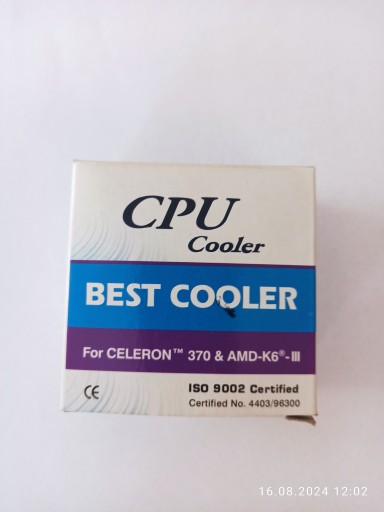 CPU
Cooler
BEST COOLER
For CELERON™ 370 & AMD-K6®-III
CE
ISO 9002 Certified
Certified No. 4403/96300
16.08.2024 12:02